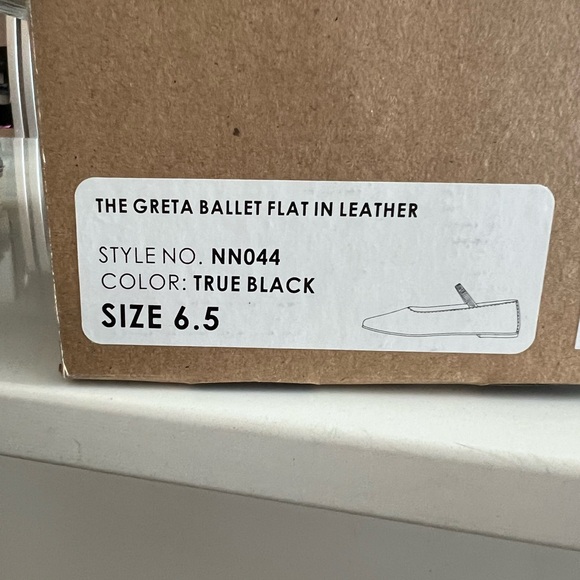 THE GRETA BALLET FLAT IN LEATHER
STYLE NO. NN044
COLOR: TRUE BLACK
SIZE 6.5